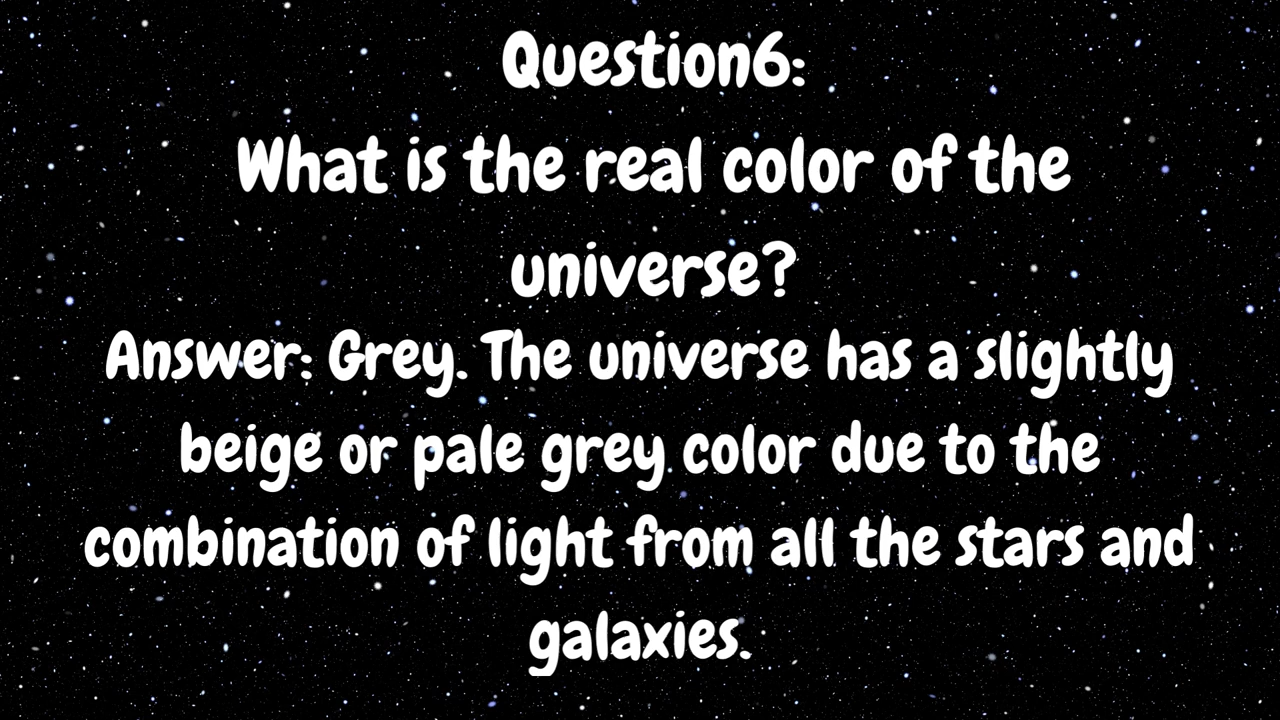 Question6:
What is the real color of the
universe?
Answer: Grey. The universe has a slightly
beige or pale grey color due to the
combination of light from all the stars and
galaxies.